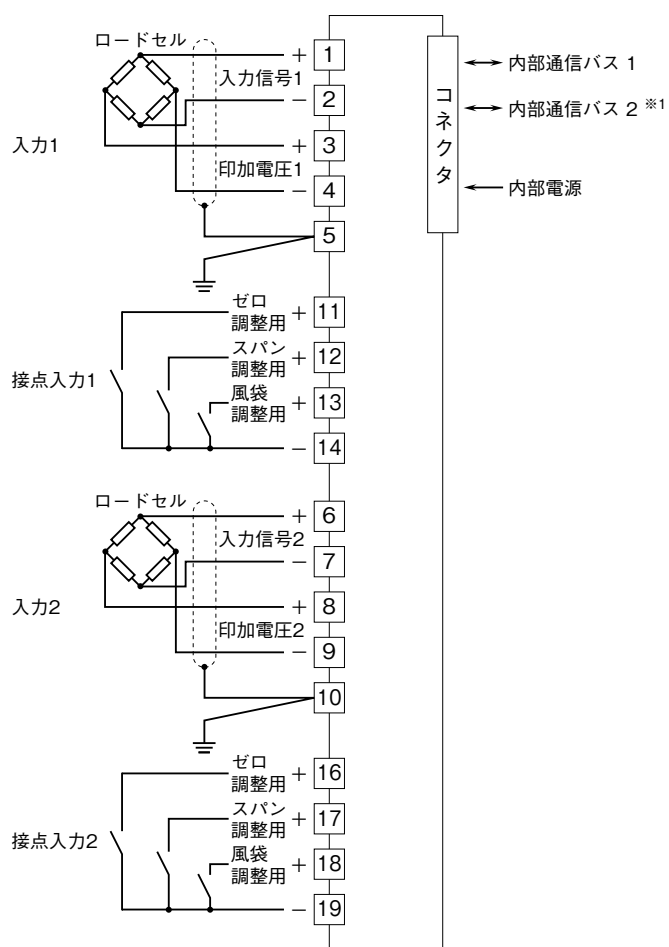 ロードセル
入力1
入力信号1
印加電圧1
+ 1
− 2
+ 3
− 4
5
コネクタ
内部通信バス 1
内部通信バス 2 ※1
内部電源
接点入力1
ゼロ
調整用 + 11
スパン
調整用 + 12
風袋
調整用 + 13
− 14
ロードセル
入力2
入力信号2
印加電圧2
+ 6
− 7
+ 8
− 9
10
接点入力2
ゼロ
調整用 + 16
スパン
調整用 + 17
風袋
調整用 + 18
− 19